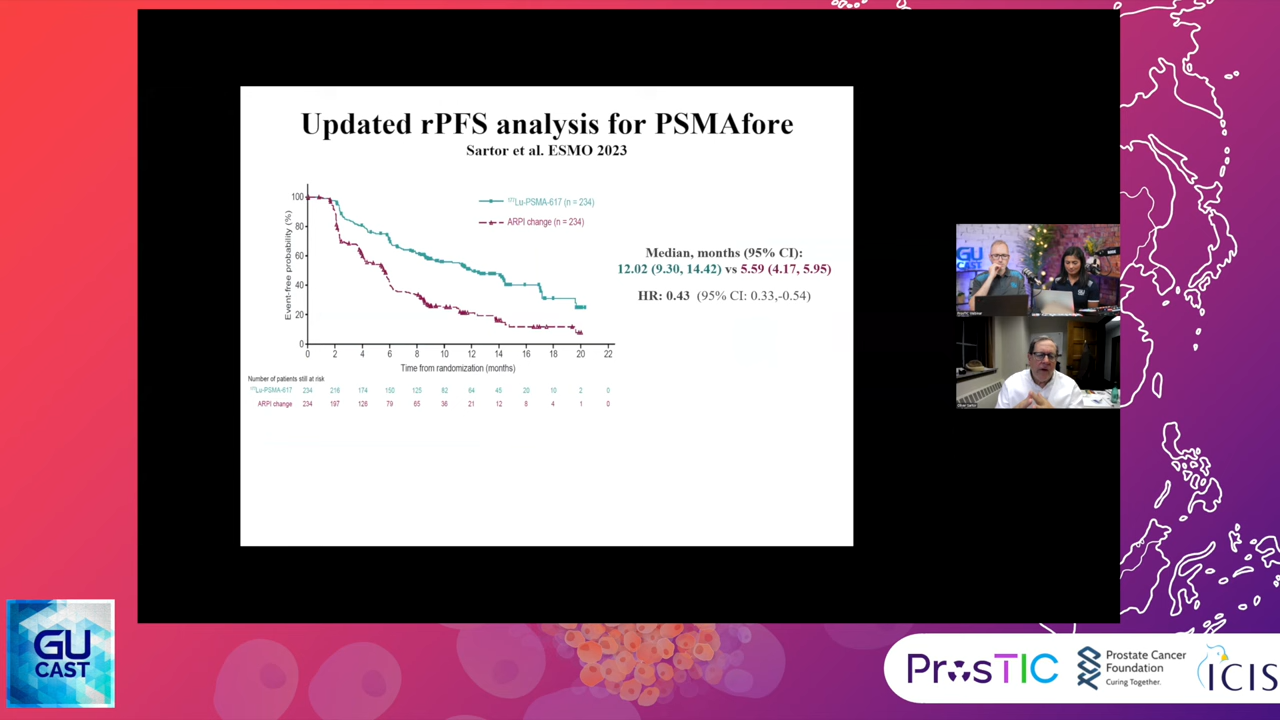 Updated rPFS analysis for PSMAfore
Sartor et al. ESMO 2023
Event-free probability (%)
100
80
60
40
20
0
0 2 4 6 8 10 12 14 16 18 20 22
Time from randomization (months)
177Lu-PSMA-617 (n = 234)
ARPI change (n = 234)
Median, months (95% CI):
12.02 (9.30, 14.42) vs 5.59 (4.17, 5.95)
HR: 0.43 (95% CI: 0.33,-0.54)
Number of patients still at risk
177Lu-PSMA-617 234 216 174 150 125 82 64 45 20 10 2 0
ARPI change 234 197 128 79 65 36 21 12 8 4 1 0
GU
CAST
GU
CAST
ProsTIC
Prostate Cancer
Foundation
Curing Together.
ICIS